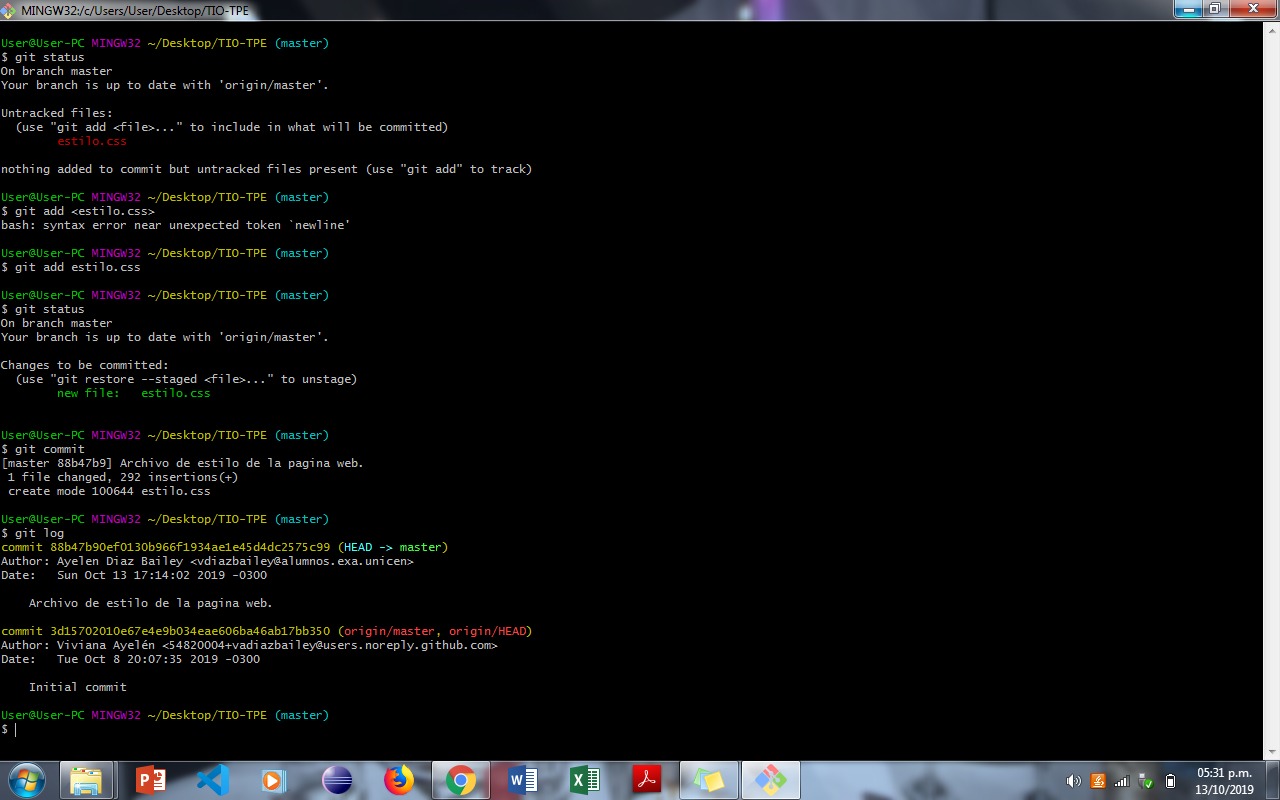 MINGW32:/c/Users/User/Desktop/TIO-TPE
User@User-PC MINGW32 ~/Desktop/TIO-TPE (master)
$ git status
On branch master
Your branch is up to date with 'origin/master'.
Untracked files:
  (use "git add <file>..." to include in what will be committed)
        estilo.css
nothing added to commit but untracked files present (use "git add" to track)
User@User-PC MINGW32 ~/Desktop/TIO-TPE (master)
$ git add <estilo.css>
bash: syntax error near unexpected token `newline'
User@User-PC MINGW32 ~/Desktop/TIO-TPE (master)
$ git add estilo.css
User@User-PC MINGW32 ~/Desktop/TIO-TPE (master)
$ git status
On branch master
Your branch is up to date with 'origin/master'.
Changes to be committed:
  (use "git restore --staged <file>..." to unstage)
        new file:   estilo.css
User@User-PC MINGW32 ~/Desktop/TIO-TPE (master)
$ git commit
[master 88b47b9] Archivo de estilo de la pagina web.
 1 file changed, 292 insertions(+)
 create mode 100644 estilo.css
User@User-PC MINGW32 ~/Desktop/TIO-TPE (master)
$ git log
commit 88b47b90ef0130b966f1934ae1e45d4dc2575c99 (HEAD -> master)
Author: Ayelen Diaz Bailey <vdiazbailey@alumnos.exa.unicen>
Date:   Sun Oct 13 17:14:02 2019 -0300
    Archivo de estilo de la pagina web.
commit 3d15702010e67e4e9b034eae606ba46ab17bb350 (origin/master, origin/HEAD)
Author: Viviana Ayelén <54820004+vadiazbailey@users.noreply.github.com>
Date:   Tue Oct 8 20:07:35 2019 -0300
    Initial commit
User@User-PC MINGW32 ~/Desktop/TIO-TPE (master)
$
05:31 p.m.
13/10/2019